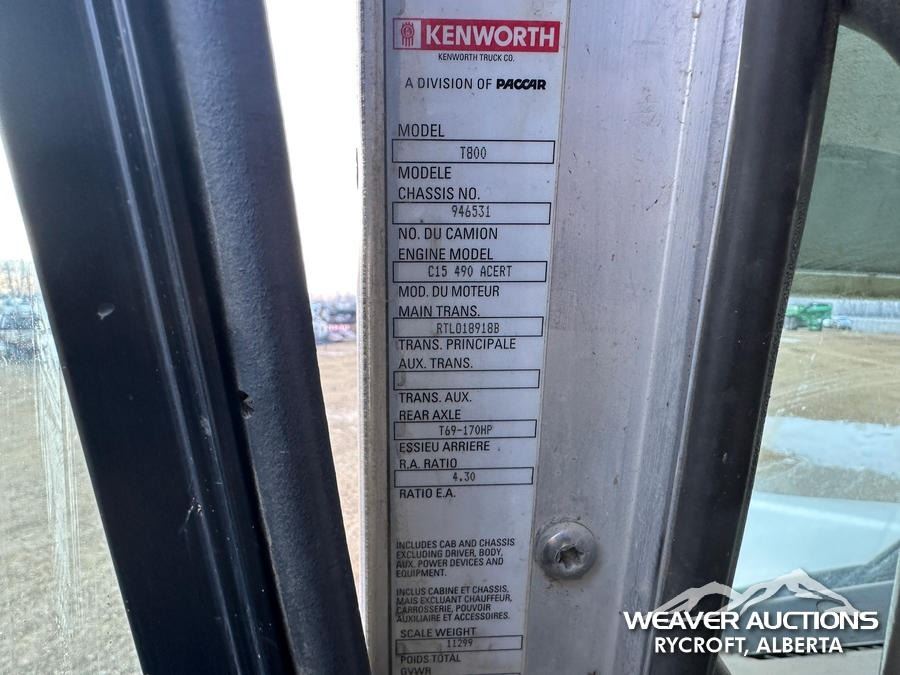 KENWORTH
KENWORTH TRUCK CO.
A DIVISION OF PACCAR
MODEL
T800
MODELE
CHASSIS NO.
946531
NO. DU CAMION
ENGINE MODEL
C15 490 ACERT
MOD. DU MOTEUR
MAIN TRANS.
RTLO18918B
TRANS. PRINCIPALE
AUX. TRANS.
TRANS. AUX.
REAR AXLE
T69-170HP
ESSIEU ARRIERE
R.A. RATIO
4.30
RATIO E.A.
INCLUDES CAB AND CHASSIS
EXCLUDING DRIVER, BODY,
AUX. POWER DEVICES AND
EQUIPMENT.
INCLUS CABINE ET CHASSIS,
MAIS EXCLUANT CHAUFFEUR,
CARROSSERIE, POUVOIR
AUXILIAIRE ET ACCESSOIRES.
SCALE WEIGHT
11299
POIDS TOTAL
GVWR
WEAVER AUCTIONS
RYCROFT, ALBERTA